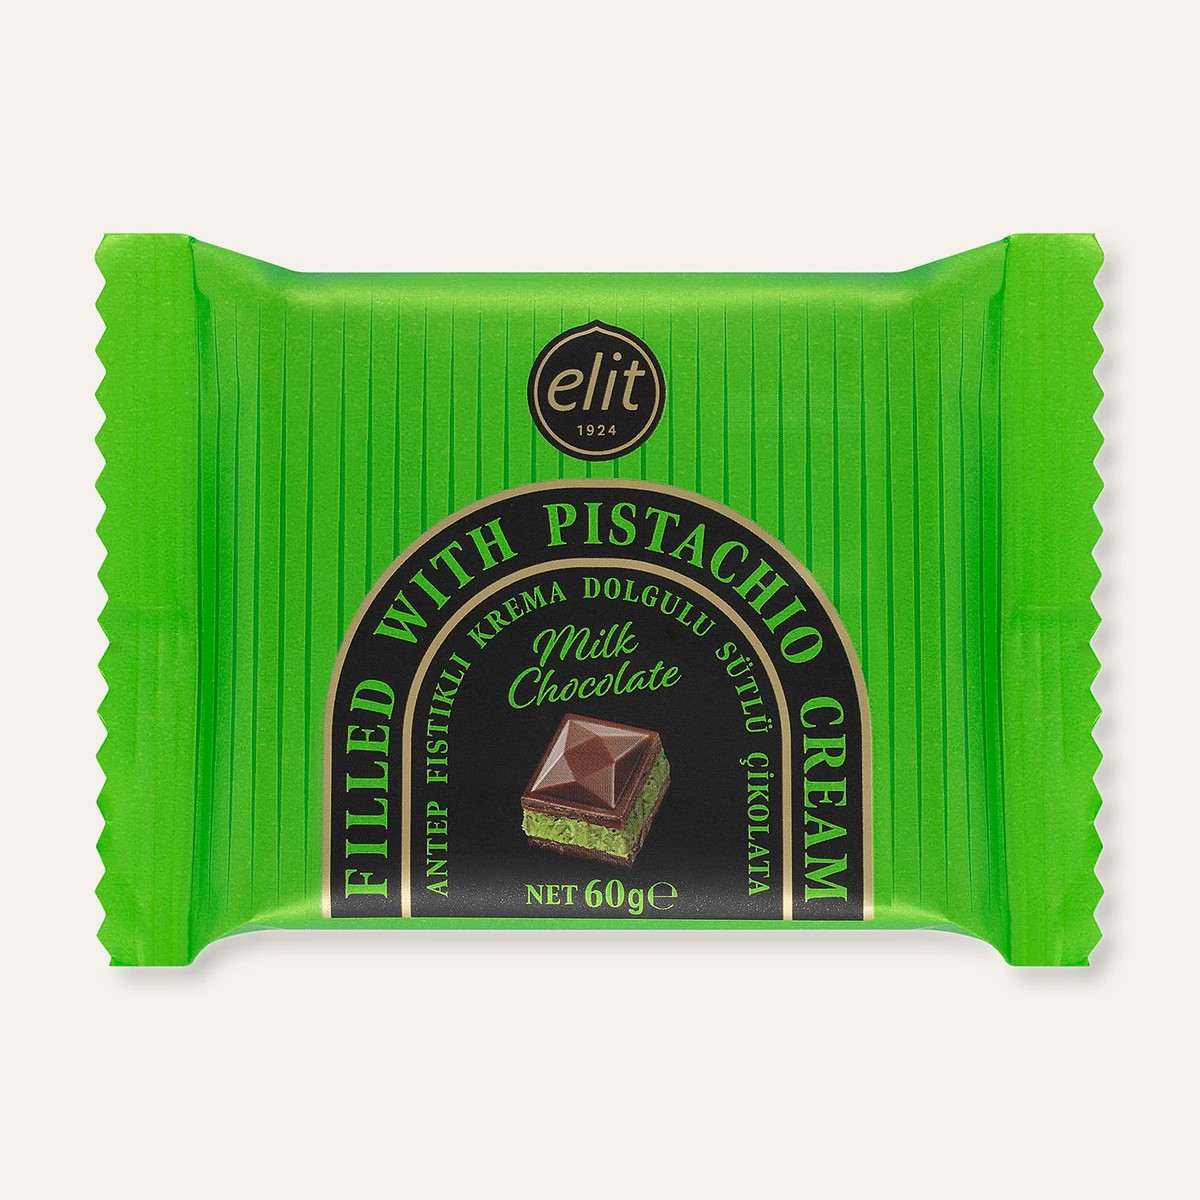 elit
1924
FILLED WITH PISTACHIO CREAM
ANTEP FISTIKLI KREMA DOLGULU SÜTLÜ ÇİKOLATA
Milk
Chocolate
NET 60g℮